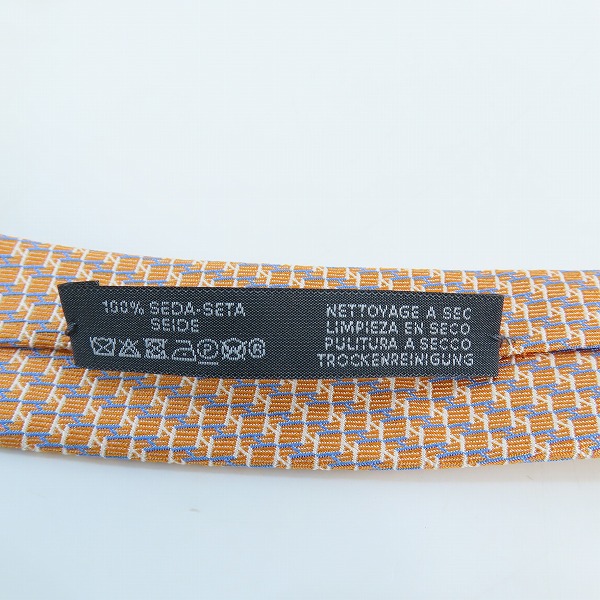 100% SEDA-SETA
SEIDE
NETTOYAGE A SEC
LIMPIEZA EN SECO
PULITURA A SECCO
TROCKENREINIGUNG